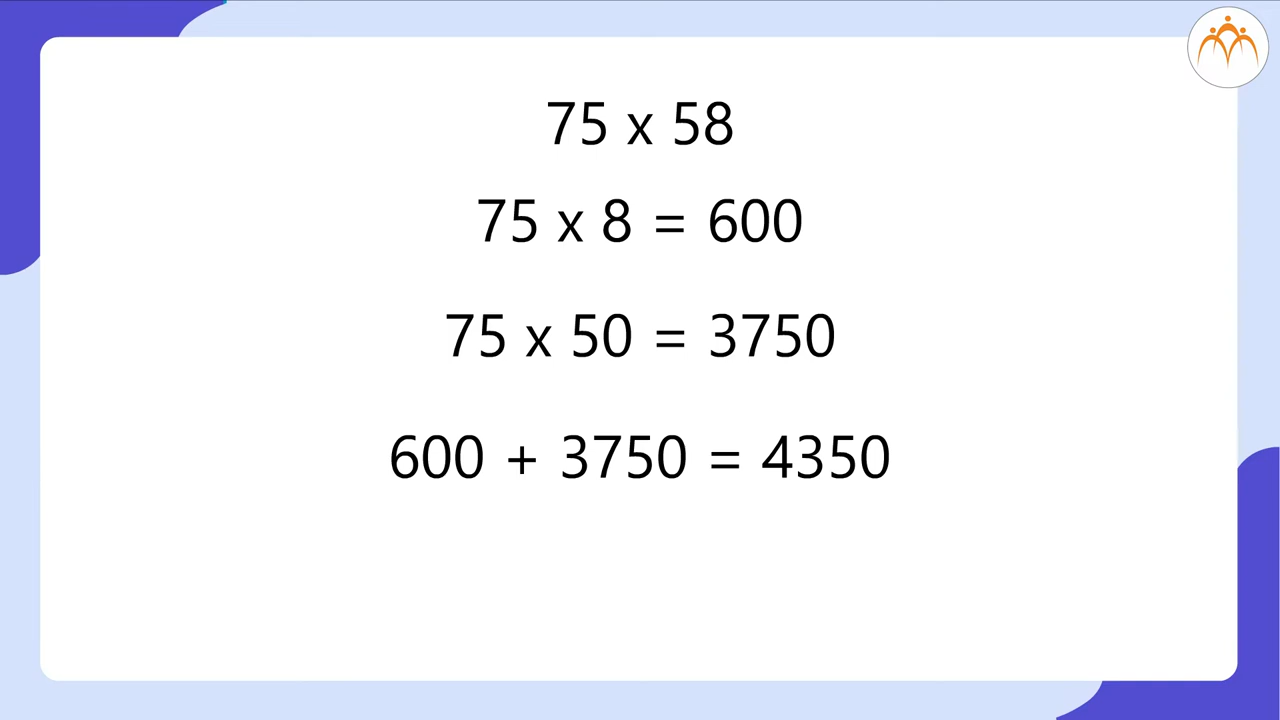 75 x 58
75 x 8 = 600
75 x 50 = 3750
600 + 3750 = 4350